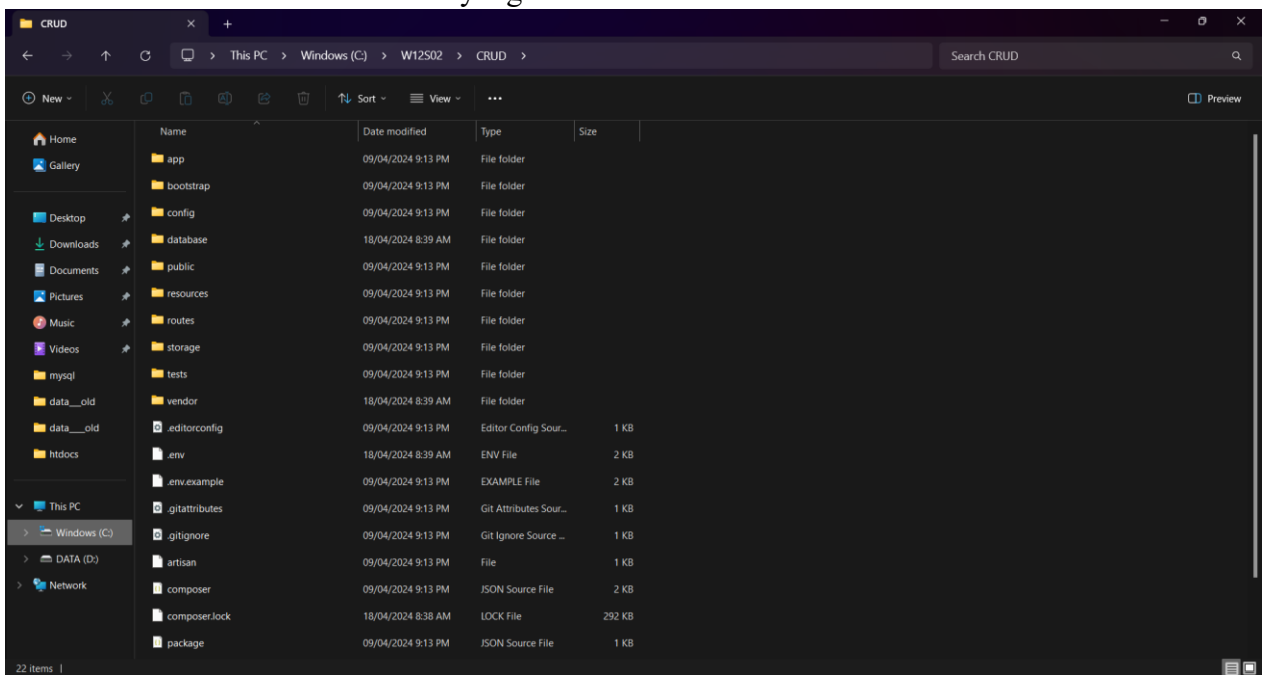 CRUD
This PC > Windows (C:) > W12S02 > CRUD >
Search CRUD
New
Sort
View
Preview
Home
Gallery
Desktop
Downloads
Documents
Pictures
Music
Videos
mysql
data__old
data___old
htdocs
This PC
Windows (C:)
DATA (D:)
Network
Name Date modified Type Size
app 09/04/2024 9:13 PM File folder
bootstrap 09/04/2024 9:13 PM File folder
config 09/04/2024 9:13 PM File folder
database 18/04/2024 8:39 AM File folder
public 09/04/2024 9:13 PM File folder
resources 09/04/2024 9:13 PM File folder
routes 09/04/2024 9:13 PM File folder
storage 09/04/2024 9:13 PM File folder
tests 09/04/2024 9:13 PM File folder
vendor 18/04/2024 8:39 AM File folder
.editorconfig 09/04/2024 9:13 PM Editor Config Sour... 1 KB
.env 18/04/2024 8:39 AM ENV File 2 KB
.env.example 09/04/2024 9:13 PM EXAMPLE File 2 KB
.gitattributes 09/04/2024 9:13 PM Git Attributes Sour... 1 KB
.gitignore 09/04/2024 9:13 PM Git Ignore Source ... 1 KB
artisan 09/04/2024 9:13 PM File 1 KB
composer 09/04/2024 9:13 PM JSON Source File 2 KB
composer.lock 18/04/2024 8:38 AM LOCK File 292 KB
package 09/04/2024 9:13 PM JSON Source File 1 KB
22 items